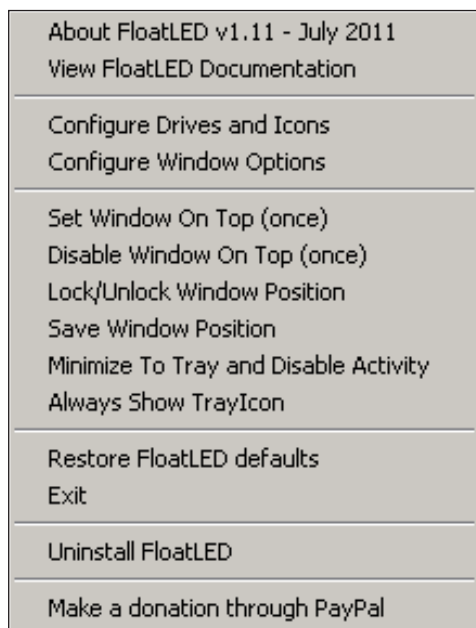 About FloatLED v1.11 - July 2011
View FloatLED Documentation
Configure Drives and Icons
Configure Window Options
Set Window On Top (once)
Disable Window On Top (once)
Lock/Unlock Window Position
Save Window Position
Minimize To Tray and Disable Activity
Always Show TrayIcon
Restore FloatLED defaults
Exit
Uninstall FloatLED
Make a donation through PayPal